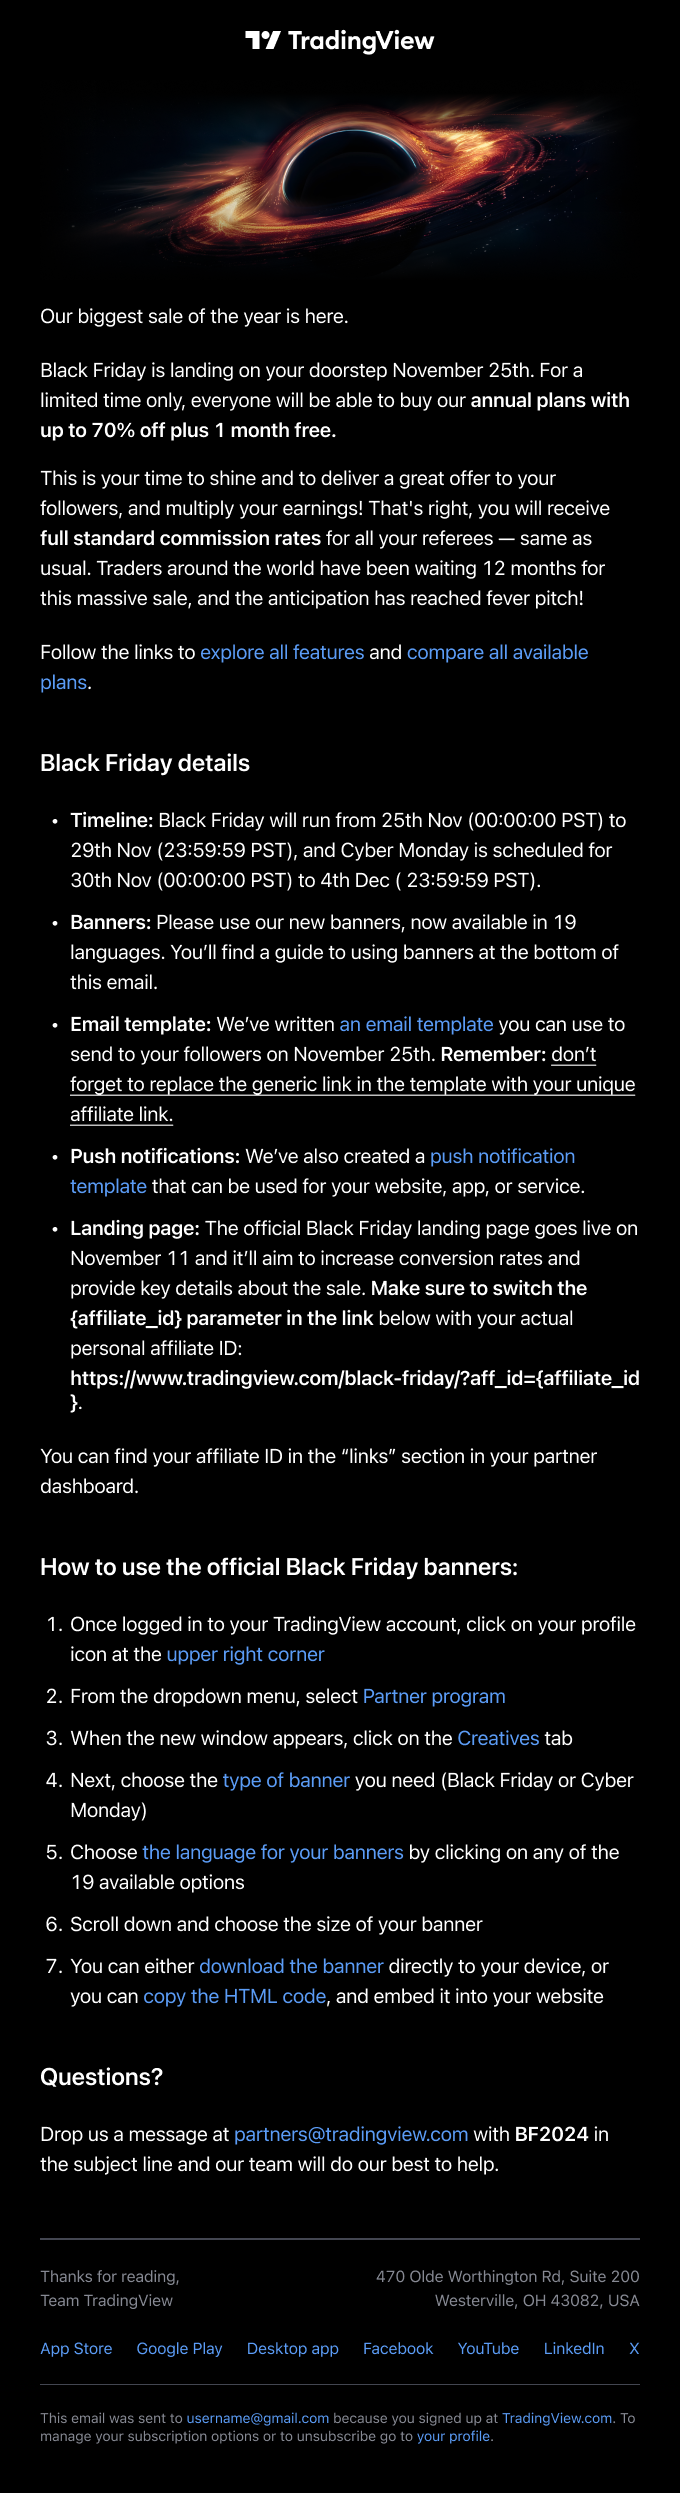 TradingView
Our biggest sale of the year is here.
Black Friday is landing on your doorstep November 25th. For a
limited time only, everyone will be able to buy our annual plans with
up to 70% off plus 1 month free.
This is your time to shine and to deliver a great offer to your
followers, and multiply your earnings! That's right, you will receive
full standard commission rates for all your referees — same as
usual. Traders around the world have been waiting 12 months for
this massive sale, and the anticipation has reached fever pitch!
Follow the links to explore all features and compare all available
plans.
Black Friday details
• Timeline: Black Friday will run from 25th Nov (00:00:00 PST) to
29th Nov (23:59:59 PST), and Cyber Monday is scheduled for
30th Nov (00:00:00 PST) to 4th Dec ( 23:59:59 PST).
• Banners: Please use our new banners, now available in 19
languages. You’ll find a guide to using banners at the bottom of
this email.
• Email template: We’ve written an email template you can use to
send to your followers on November 25th. Remember: don’t
forget to replace the generic link in the template with your unique
affiliate link.
• Push notifications: We’ve also created a push notification
template that can be used for your website, app, or service.
• Landing page: The official Black Friday landing page goes live on
November 11 and it’ll aim to increase conversion rates and
provide key details about the sale. Make sure to switch the
{affiliate_id} parameter in the link below with your actual
personal affiliate ID:
https://www.tradingview.com/black-friday/?aff_id={affiliate_id
}.
You can find your affiliate ID in the “links” section in your partner
dashboard.
How to use the official Black Friday banners:
1. Once logged in to your TradingView account, click on your profile
icon at the upper right corner
2. From the dropdown menu, select Partner program
3. When the new window appears, click on the Creatives tab
4. Next, choose the type of banner you need (Black Friday or Cyber
Monday)
5. Choose the language for your banners by clicking on any of the
19 available options
6. Scroll down and choose the size of your banner
7. You can either download the banner directly to your device, or
you can copy the HTML code, and embed it into your website
Questions?
Drop us a message at partners@tradingview.com with BF2024 in
the subject line and our team will do our best to help.
Thanks for reading,
Team TradingView
470 Olde Worthington Rd, Suite 200
Westerville, OH 43082, USA
App Store Google Play Desktop app Facebook YouTube LinkedIn X
This email was sent to username@gmail.com because you signed up at TradingView.com. To
manage your subscription options or to unsubscribe go to your profile.